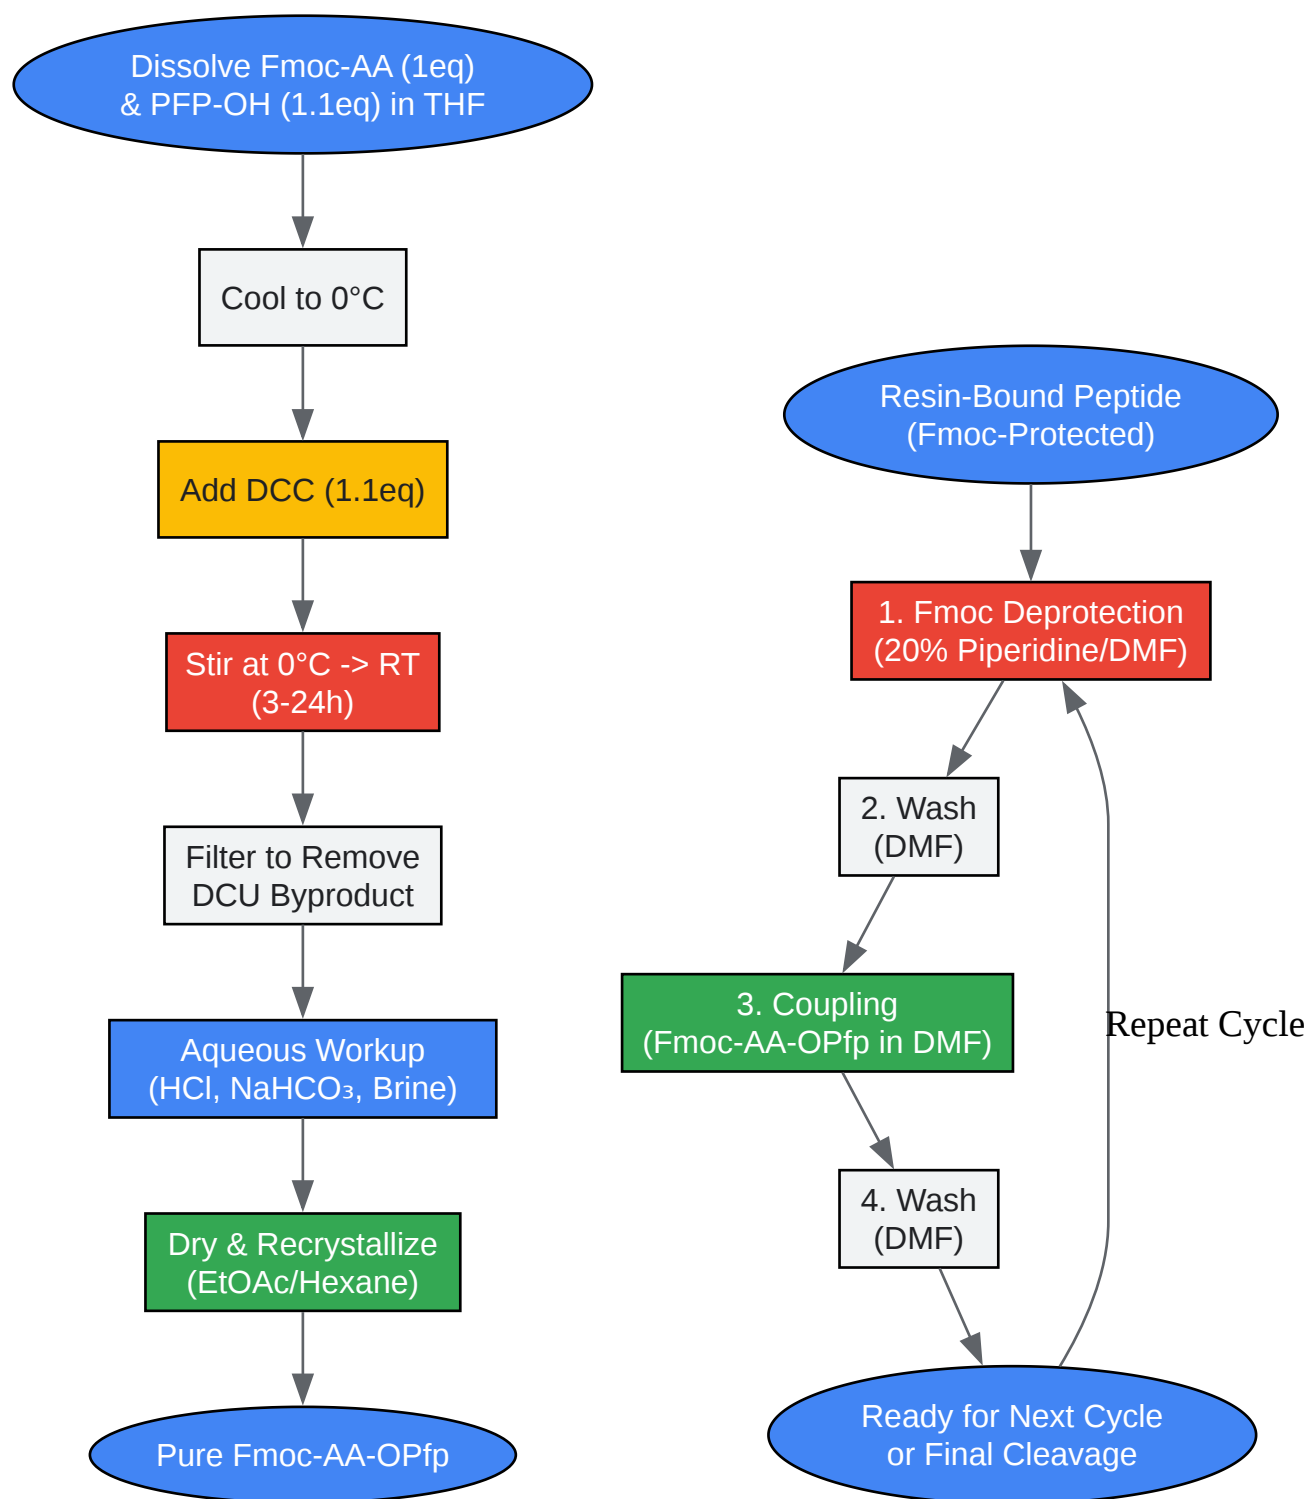 Dissolve Fmoc-AA (1eq)
& PFP-OH (1.1eq) in THF
Cool to 0°C
Add DCC (1.1eq)
Stir at 0°C -> RT
(3-24h)
Filter to Remove
DCU Byproduct
Aqueous Workup
(HCl, NaHCO₃, Brine)
Dry & Recrystallize
(EtOAc/Hexane)
Pure Fmoc-AA-OPfp
Resin-Bound Peptide
(Fmoc-Protected)
1. Fmoc Deprotection
(20% Piperidine/DMF)
2. Wash
(DMF)
3. Coupling
(Fmoc-AA-OPfp in DMF)
4. Wash
(DMF)
Ready for Next Cycle
or Final Cleavage
Repeat Cycle